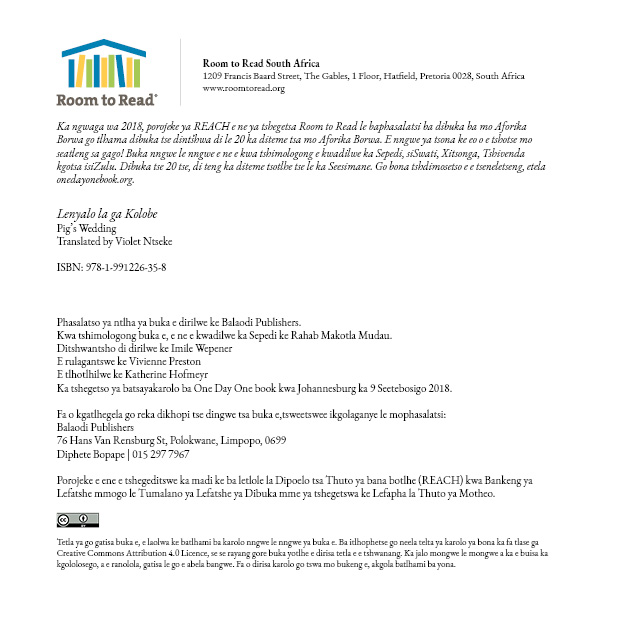 Room to Read®
Room to Read South Africa
1209 Francis Baard Street, The Gables, 1 Floor, Hatfield, Pretoria 0028, South Africa
www.roomtoread.org
Ka ngwaga wa 2018, porojeke ya REACH e ne ya tshegetsa Room to Read le baphasalatsi ba dibuka ba mo Aforika
Borwa go tlhama dibuka tse dintšhwa di le 20 ka diteme tsa mo Aforika Borwa. E nngwe ya tsona ke eo o e tshotse mo
seatleng sa gago! Buka nngwe le nngwe e ne e kwa tshimologong e kwadilwe ka Sepedi, siSwati, Xitsonga, Tshivenda
kgotsa isiZulu. Dibuka tse 20 tse, di teng ka diteme tsotlhe tse le ka Seesimane. Go bona tshdimosetso e e tseneletseng, etela
onedayonebook.org.
Lenyalo la ga Kolobe
Pig's Wedding
Translated by Violet Ntseke
ISBN: 978-1-991226-35-8
Phasalatso ya ntlha ya buka e dirilwe ke Balaodi Publishers.
Kwa tshimologong buka e, e ne e kwadilwe ka Sepedi ke Rahab Makotla Mudau.
Ditshwantsho di dirilwe ke Imile Wepener
E rulagantswe ke Vivienne Preston
E tlhotlhilwe ke Katherine Hofmeyr
Ka tshegetso ya batsayakarolo ba One Day One book kwa Johannesburg ka 9 Seetebosigo 2018.
Fa o kgatlhegela go reka dikhopi tse dingwe tsa buka e,tsweetswee ikgolaganye le mophasalatsi:
Balaodi Publishers
76 Hans Van Rensburg St, Polokwane, Limpopo, 0699
Diphete Bopape | 015 297 7967
Porojeke e ene e tshegeditswe ka madi ke ba letlole la Dipoelo tsa Thuto ya bana botlhe (REACH) kwa Bankeng ya
Lefatshe mmogo le Tumalano ya Lefatshe ya Dibuka mme ya tshegetswa ke Lefapha la Thuto ya Motheo.
cc BY
Tetla ya go gatisa buka e, e laolwa ke batlhami ba karolo nngwe le nngwe ya buka e. Ba itlhophetse go neela telta ya karolo ya bona ka fa tlase ga
Creative Commons Attribution 4.0 Licence, se se rayang gore buka yotlhe e dirisa tetla e e tshwanang. Ka jalo mongwe le mongwe a ka e buisa ka
kgololosego, a e ranolola, gatisa le go e abela bangwe. Fa o dirisa karolo go tswa mo bukeng e, akgola batlhami ba yona.